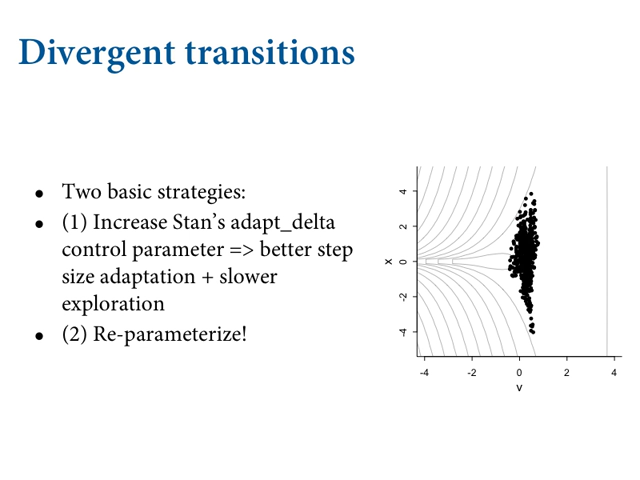 Divergent transitions
• Two basic strategies:
• (1) Increase Stan's adapt_delta
control parameter => better step
size adaptation + slower
exploration
• (2) Re-parameterize!
4
2
0
-2
-4
x
-4 -2 0 2 4
v